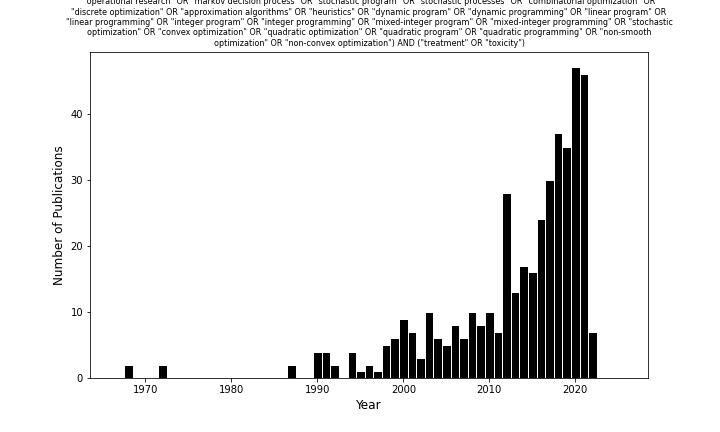 operational research" OR "markov decision process" OR "stochastic program" OR "stochastic processes" OR "combinatorial optimization" OR
"discrete optimization" OR "approximation algorithms" OR "heuristics" OR "dynamic program" OR "dynamic programming" OR "linear program" OR
"linear programming" OR "integer program" OR "integer programming" OR "mixed-integer program" OR "mixed-integer programming" OR "stochastic
optimization" OR "convex optimization" OR "quadratic optimization" OR "quadratic program" OR "quadratic programming" OR "non-smooth
optimization" OR "non-convex optimization") AND ("treatment" OR "toxicity")
Number of Publications
40
30
20
10
0
1970 1980 1990 2000 2010 2020
Year